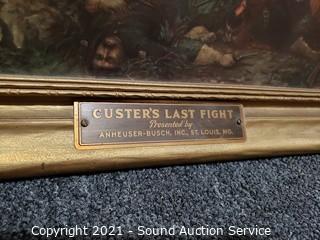 CUSTER'S LAST FIGHT
Presented by
ANHEUSER-BUSCH, INC., ST. LOUIS, MO.
Copyright 2021 - Sound Auction Service